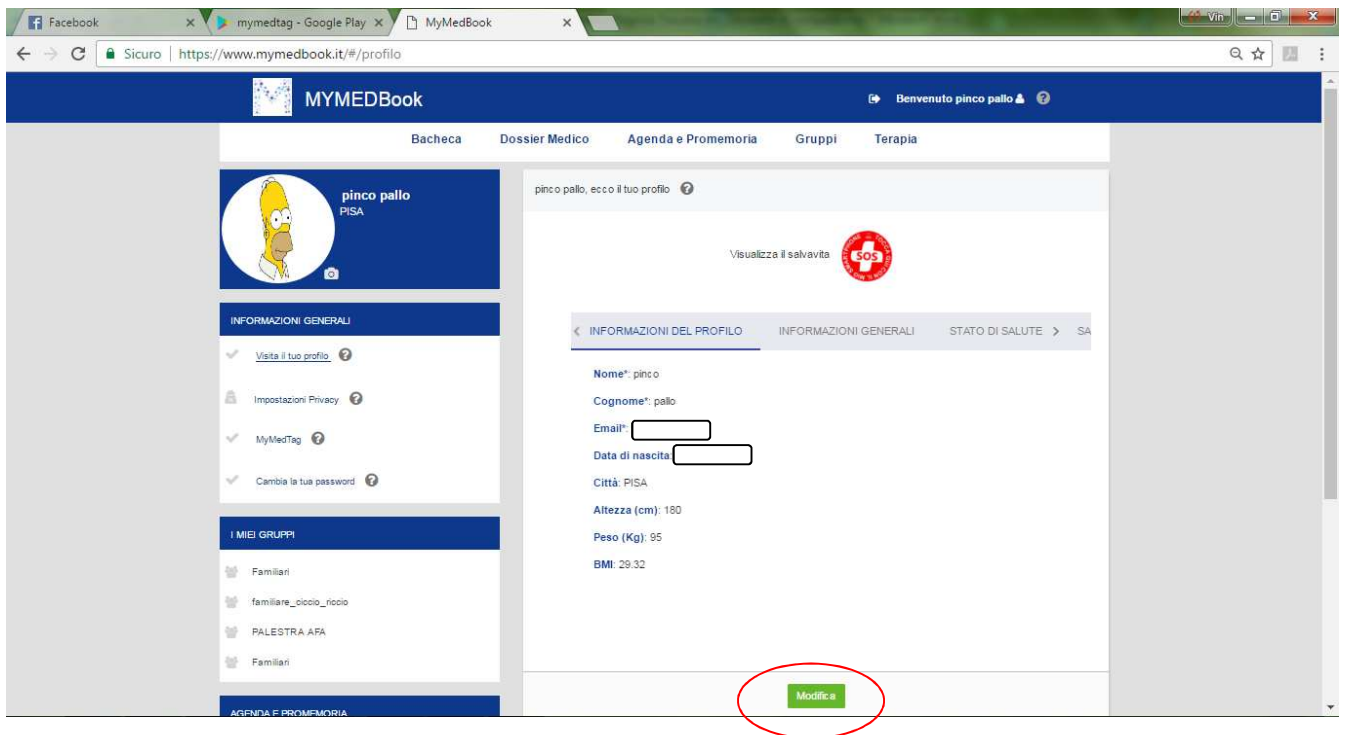 Facebook
mymedtag - Google Play
MyMedBook
Vin
Sicuro
https://www.mymedbook.it/#/profilo
MYMEDBook
Benvenuto pinco pallo
Bacheca
Dossier Medico
Agenda e Promemoria
Gruppi
Terapia
pinco pallo
PISA
INFORMAZIONI GENERALI
Visita il tuo profilo
Impostazioni Privacy
MyMedTag
Cambia la tua password
I MIEI GRUPPI
Familiari
familiare_ciccio_riccio
PALESTRA AFA
Familiari
AGENDA E PROMEMORIA
pinco pallo, ecco il tuo profilo
Visualizza il salvavita
SOS
INFORMAZIONI DEL PROFILO
INFORMAZIONI GENERALI
STATO DI SALUTE
SA
Nome*: pinco
Cognome*: pallo
Email*:
Data di nascita:
Città: PISA
Altezza (cm): 180
Peso (Kg): 95
BMI: 29.32
Modifica